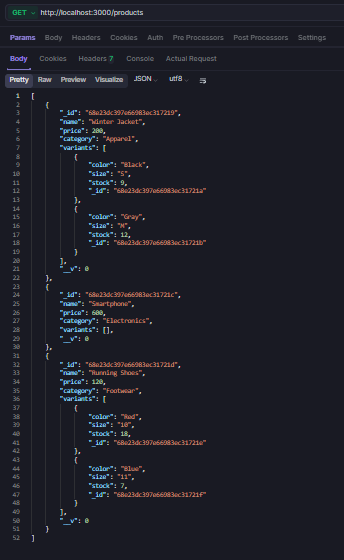 GET http://localhost:3000/products
Params Body Headers Cookies Auth Pre Processors Post Processors Settings
Body Cookies Headers 7 Console Actual Request
Pretty Raw Preview Visualize JSON utf8
1 [
2 {
3 "_id": "68e23dc397e66983ec317219",
4 "name": "Winter Jacket",
5 "price": 200,
6 "category": "Apparel",
7 "variants": [
8 {
9 "color": "Black",
10 "size": "S",
11 "stock": 9,
12 "_id": "68e23dc397e66983ec31721a"
13 },
14 {
15 "color": "Gray",
16 "size": "M",
17 "stock": 12,
18 "_id": "68e23dc397e66983ec31721b"
19 }
20 ],
21 "__v": 0
22 },
23 {
24 "_id": "68e23dc397e66983ec31721c",
25 "name": "Smartphone",
26 "price": 600,
27 "category": "Electronics",
28 "variants": [],
29 "__v": 0
30 },
31 {
32 "_id": "68e23dc397e66983ec31721d",
33 "name": "Running Shoes",
34 "price": 120,
35 "category": "Footwear",
36 "variants": [
37 {
38 "color": "Red",
39 "size": "10",
40 "stock": 18,
41 "_id": "68e23dc397e66983ec31721e"
42 },
43 {
44 "color": "Blue",
45 "size": "11",
46 "stock": 7,
47 "_id": "68e23dc397e66983ec31721f"
48 }
49 ],
50 "__v": 0
51 }
52 ]